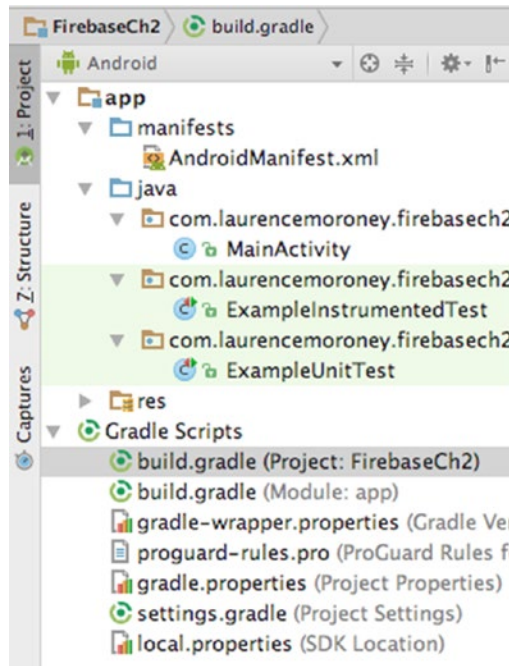 FirebaseCh2 build.gradle
Android
1: Project
Z: Structure
Captures
app
manifests
AndroidManifest.xml
java
com.laurencemoroney.firebasech2
MainActivity
com.laurencemoroney.firebasech2
ExampleInstrumentedTest
com.laurencemoroney.firebasech2
ExampleUnitTest
res
Gradle Scripts
build.gradle (Project: FirebaseCh2)
build.gradle (Module: app)
gradle-wrapper.properties (Gradle Ve
proguard-rules.pro (ProGuard Rules f
gradle.properties (Project Properties)
settings.gradle (Project Settings)
local.properties (SDK Location)